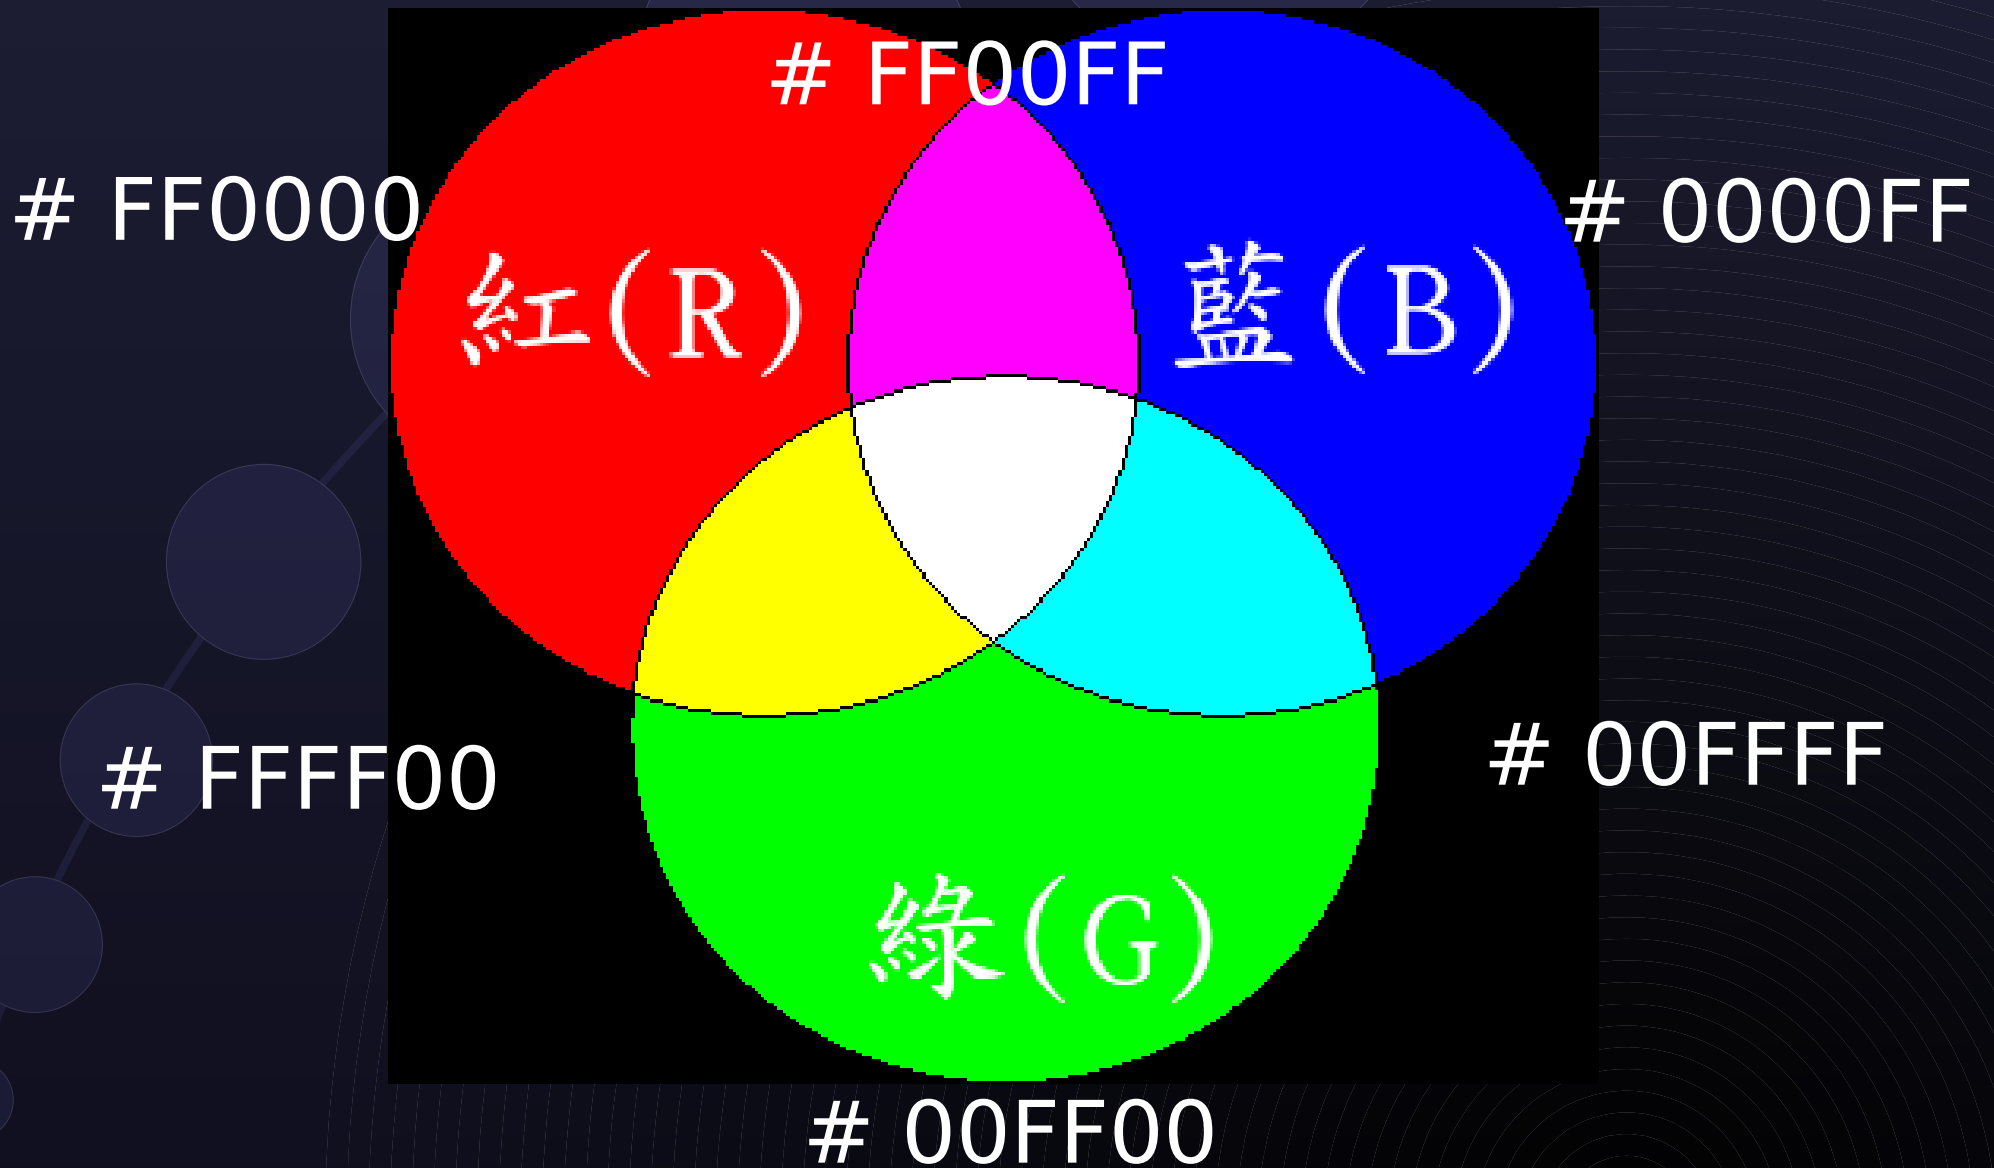 # FF00FF
# FF0000
# 0000FF
紅(R)
藍(B)
# FFFF00
# 00FFFF
綠(G)
# 00FF00